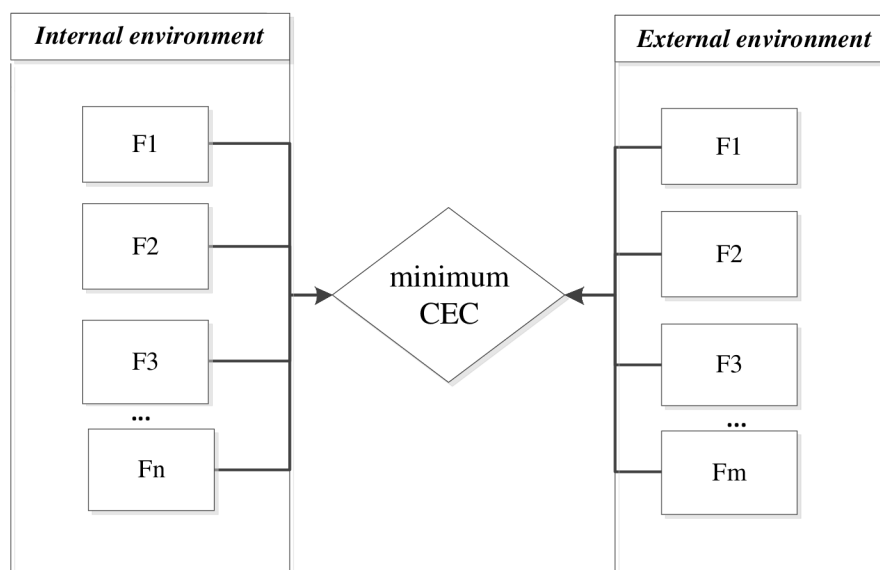 Internal environment
External environment
F1
F2
F3
...
Fn
minimum
CEC
F1
F2
F3
...
Fm